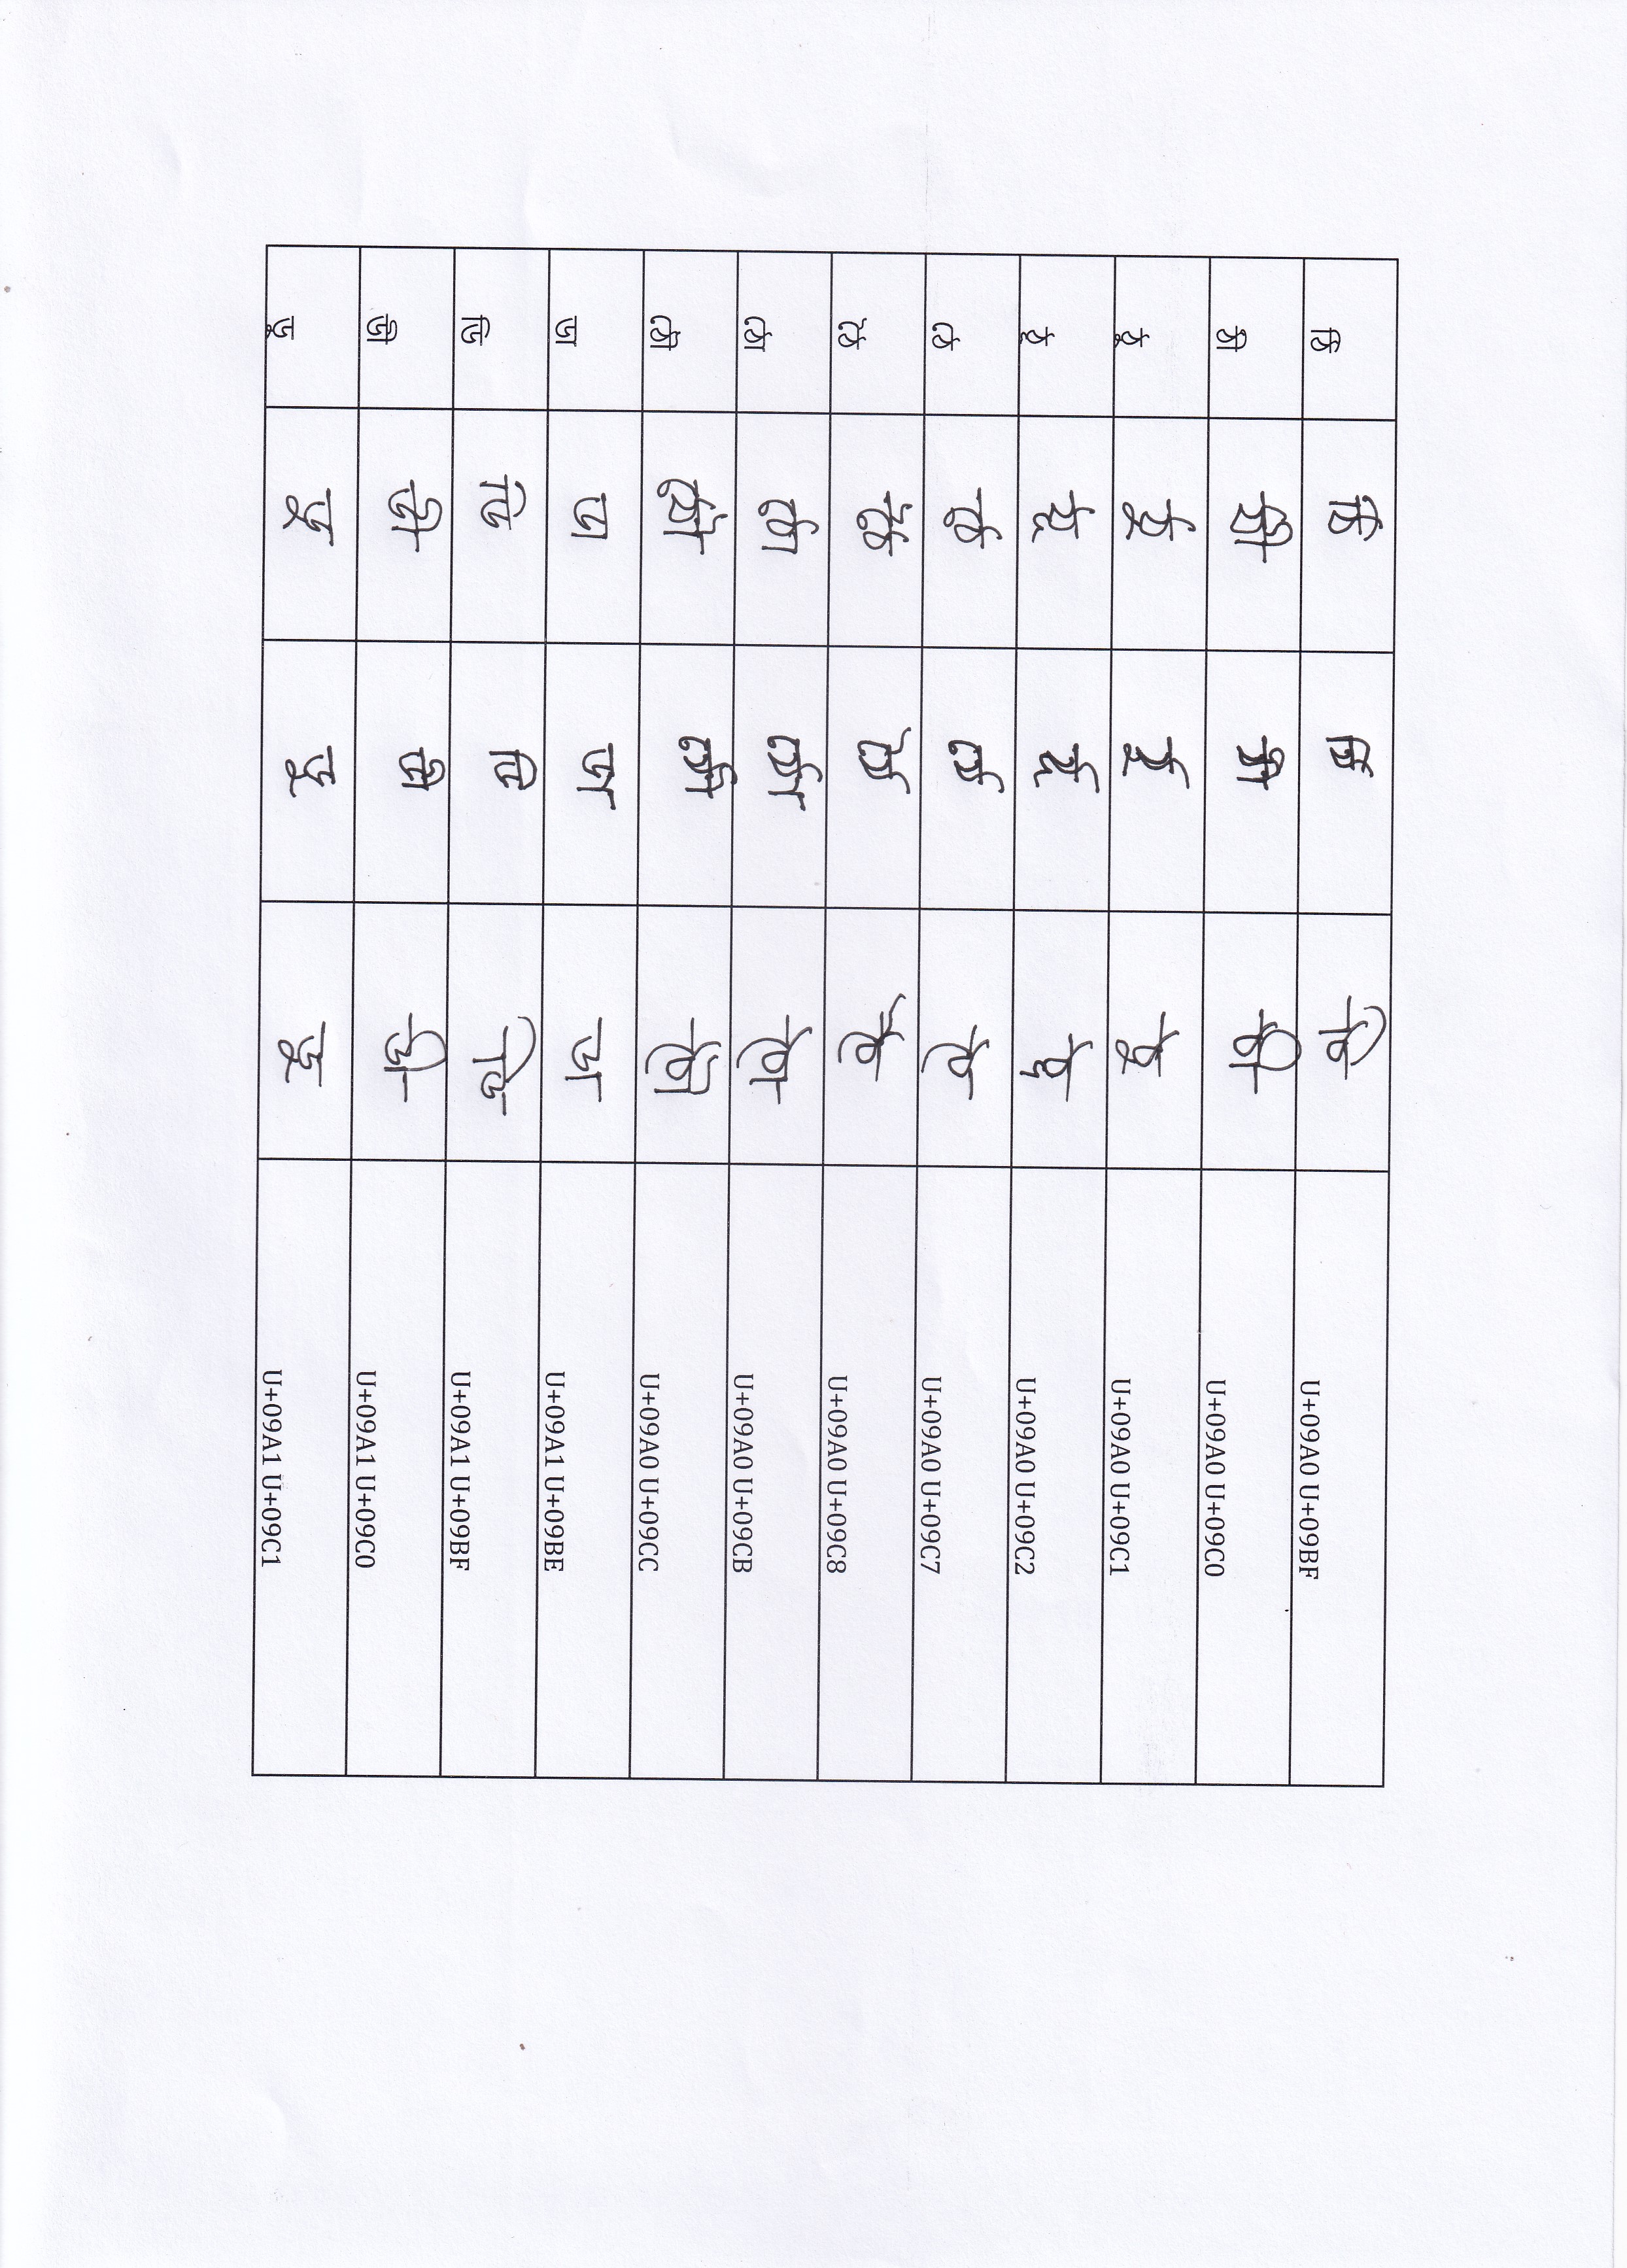 ঠি ঠি ঠি ঠি U+09A0 U+09BF
ঠী ঠী ঠী ঠী U+09A0 U+09C0
ঠু ঠু ঠু ঠু U+09A0 U+09C1
ঠূ ঠূ ঠূ ঠূ U+09A0 U+09C2
ঠে ঠে ঠে ঠে U+09A0 U+09C7
ঠৈ ঠৈ ঠৈ ঠৈ U+09A0 U+09C8
ঠো ঠো ঠো ঠো U+09A0 U+09CB
ঠৌ ঠৌ ঠৌ ঠৌ U+09A0 U+09CC
ডা ডা ডা ডা U+09A1 U+09BE
ডি ডি ডি ডি U+09A1 U+09BF
ডী ডী ডী ডী U+09A1 U+09C0
ডু ডু ডু ডু U+09A1 U+09C1